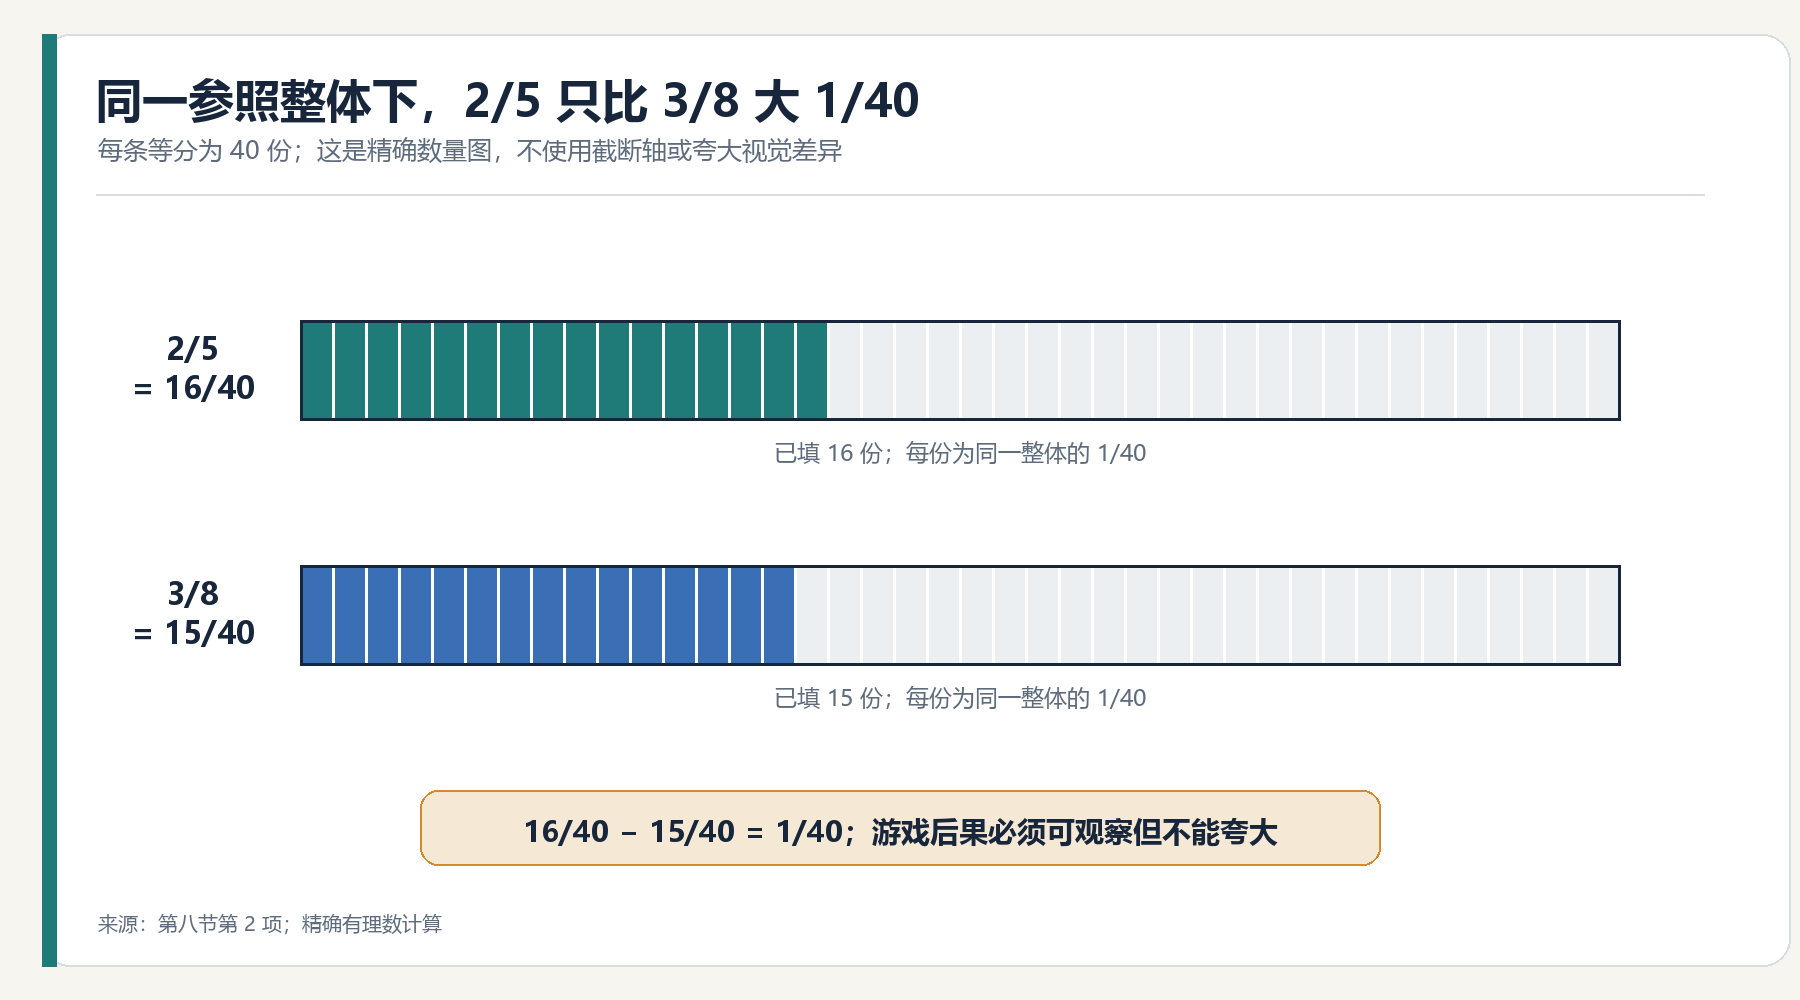 同一参照整体下，2/5 只比 3/8 大 1/40
每条等分为 40 份；这是精确数量图，不使用截断轴或夸大视觉差异
2/5
= 16/40
已填 16 份；每份为同一整体的 1/40
3/8
= 15/40
已填 15 份；每份为同一整体的 1/40
16/40 − 15/40 = 1/40；游戏后果必须可观察但不能夸大
来源：第八节第 2 项；精确有理数计算